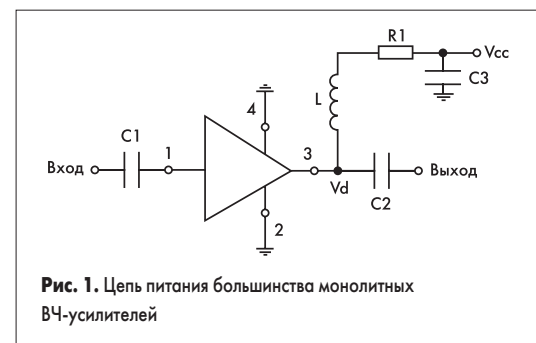 R1
Vcc
C3
L
4
C1
Вход
1
3
Выход
Vd
C2
2
Рис. 1. Цепь питания большинства монолитных
ВЧ-усилителей